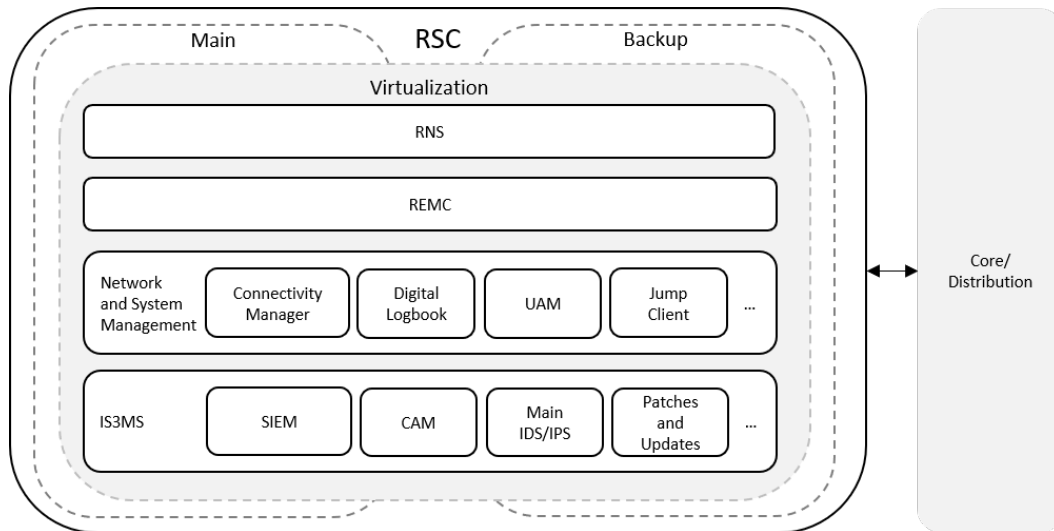 Main
RSC
Backup
Virtualization
RNS
REMC
Network
and System
Management
Connectivity
Manager
Digital
Logbook
UAM
Jump
Client
...
IS3MS
SIEM
CAM
Main
IDS/IPS
Patches
and
Updates
...
Core/
Distribution